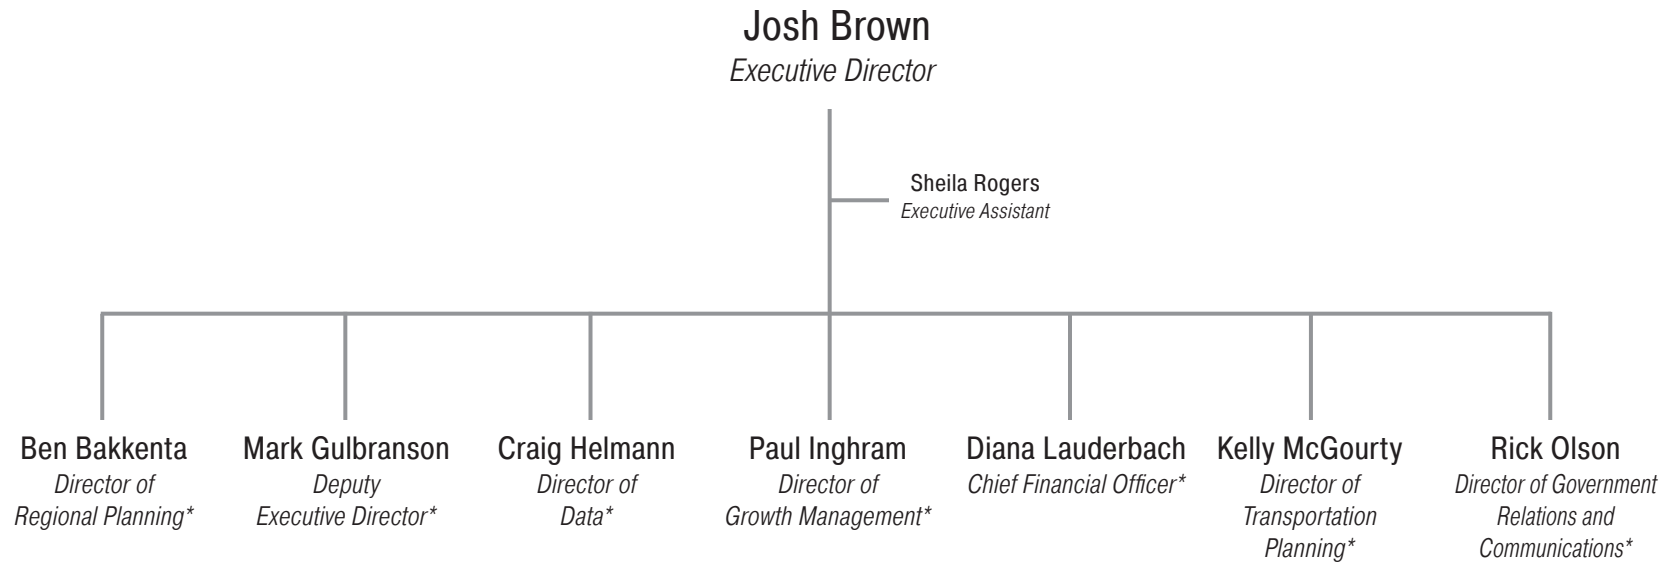 Josh Brown
Executive Director
Sheila Rogers
Executive Assistant
Ben Bakkenta
Director of
Regional Planning*
Mark Gulbranson
Deputy
Executive Director*
Craig Helmann
Director of
Data*
Paul Inghram
Director of
Growth Management*
Diana Lauderbach
Chief Financial Officer*
Kelly McGourty
Director of
Transportation
Planning*
Rick Olson
Director of Government
Relations and
Communications*